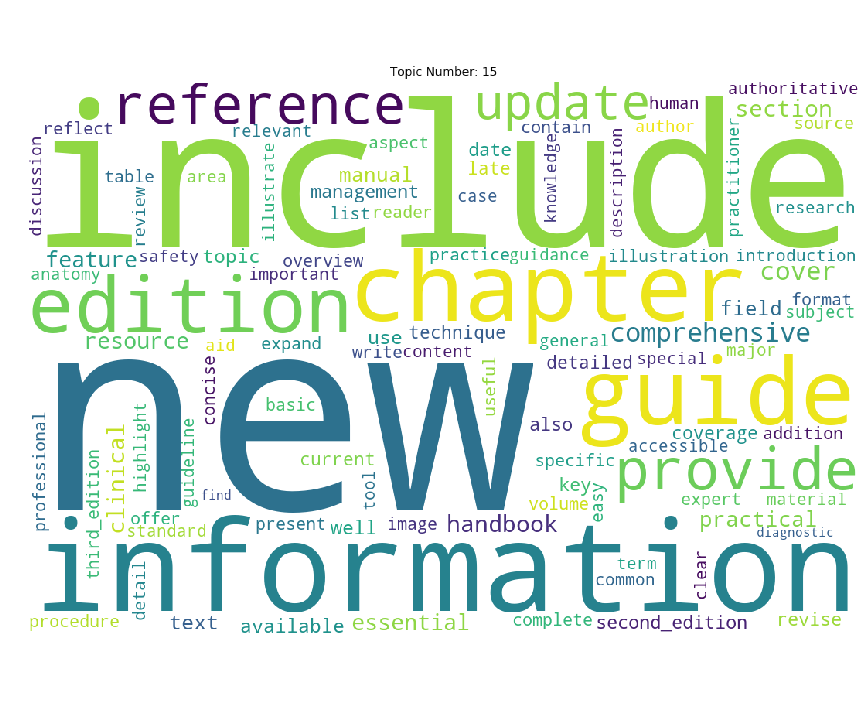 Topic Number: 15
include
new
information
chapter
guide
edition
provide
reference
update
human
authoritative
section
reflect
relevant
contain
author
source
discussion
table
review
area
illustrate
aspect
manual
management
list
reader
date
late
case
knowledge
description
practitioner
research
feature
safety
topic
overview
practice
guidance
illustration
introduction
anatomy
important
cover
field
format
subject
resource
aid
expand
use
technique
write
content
general
comprehensive
detailed
special
major
concise
basic
useful
also
coverage
addition
accessible
professional
third_edition
clinical
highlight
guideline
current
find
tool
specific
key
easy
volume
expert
material
offer
standard
present
well
image
handbook
practical
diagnostic
detail
term
common
clear
procedure
text
available
essential
complete
second_edition
revise